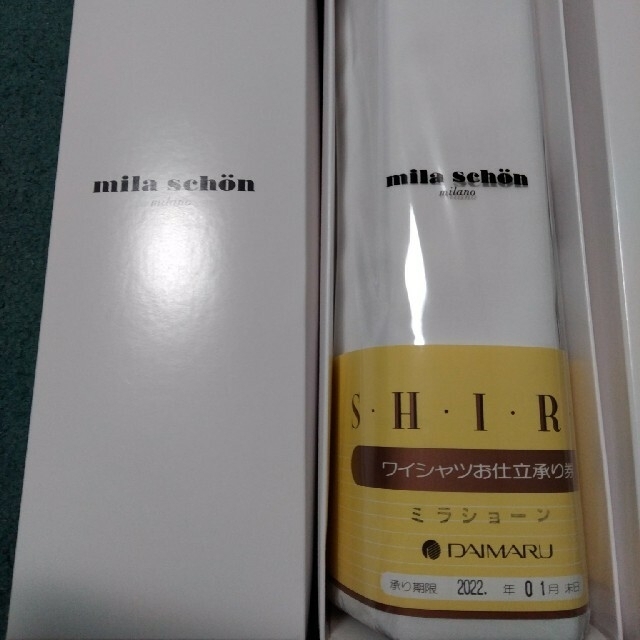 mila schön
milano
mila schön
milano
S・H・I・R
ワイシャツお仕立承り券
ミラショーン
DAIMARU
承り期限 2022. 年 01月末日